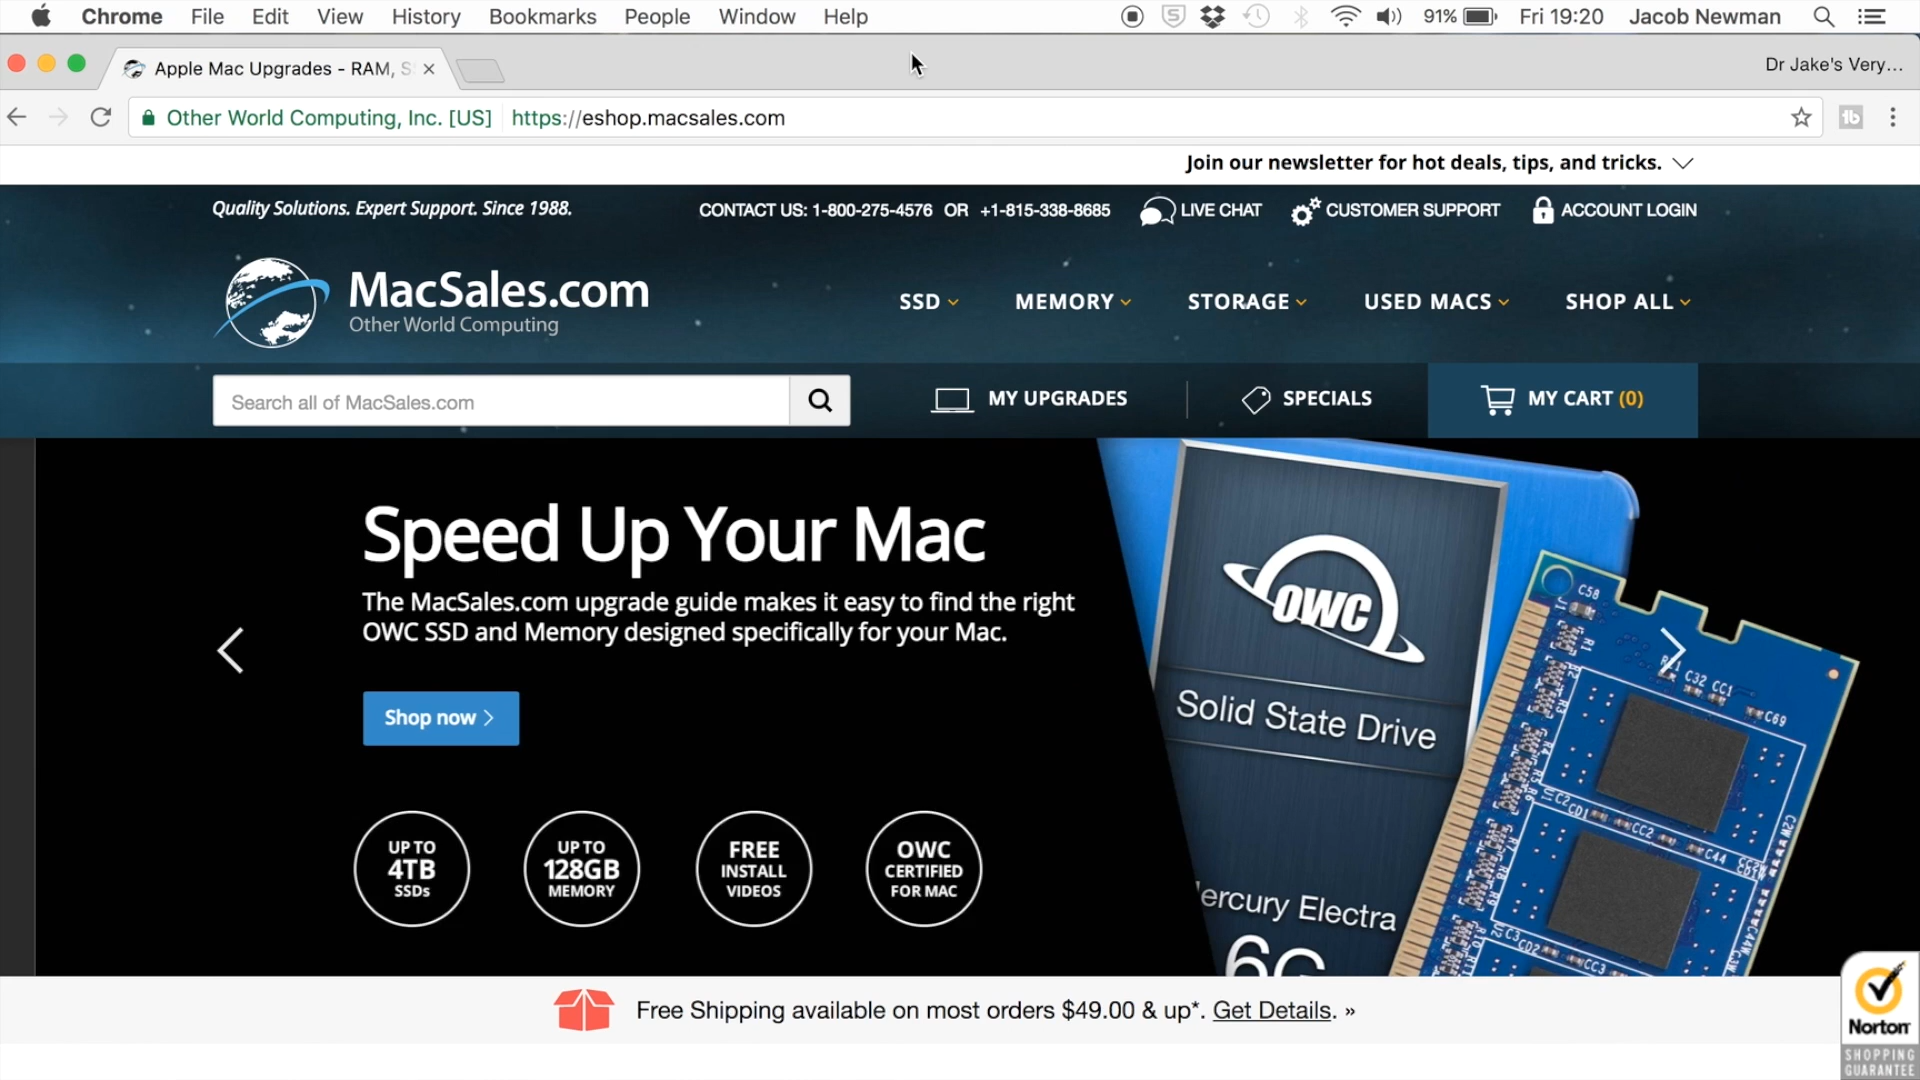 Chrome File Edit View History Bookmarks People Window Help 91% Fri 19:20 Jacob Newman
Apple Mac Upgrades - RAM, S
Dr Jake's Very...
Other World Computing, Inc. [US] https://eshop.macsales.com
Join our newsletter for hot deals, tips, and tricks.
Quality Solutions. Expert Support. Since 1988. CONTACT US: 1-800-275-4576 OR +1-815-338-8685 LIVE CHAT CUSTOMER SUPPORT ACCOUNT LOGIN
MacSales.com
Other World Computing
SSD MEMORY STORAGE USED MACS SHOP ALL
Search all of MacSales.com
MY UPGRADES SPECIALS MY CART (0)
Speed Up Your Mac
The MacSales.com upgrade guide makes it easy to find the right
OWC SSD and Memory designed specifically for your Mac.
Shop now >
UP TO
4TB
SSDs
UP TO
128GB
MEMORY
FREE
INSTALL
VIDEOS
OWC
CERTIFIED
FOR MAC
OWC
Solid State Drive
ercury Electra
6G
C58
C32 CC1
C69
Free Shipping available on most orders $49.00 & up*. Get Details. »
Norton
SHOPPING
GUARANTEE